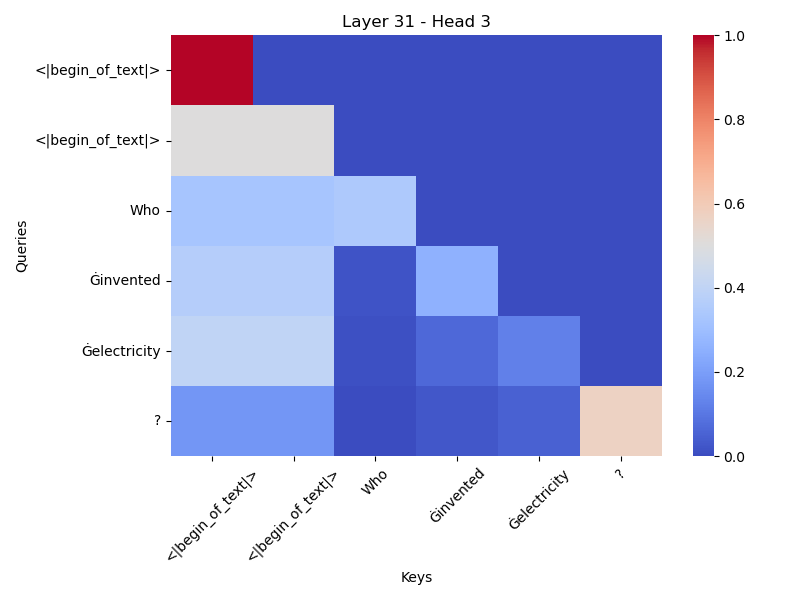 Layer 31 - Head 3
<|begin_of_text|>
<|begin_of_text|>
Who
Ġinvented
Ġelectricity
?
Queries
<|begin_of_text|>
<|begin_of_text|>
Who
Ġinvented
Ġelectricity
?
Keys
1.0
0.8
0.6
0.4
0.2
0.0